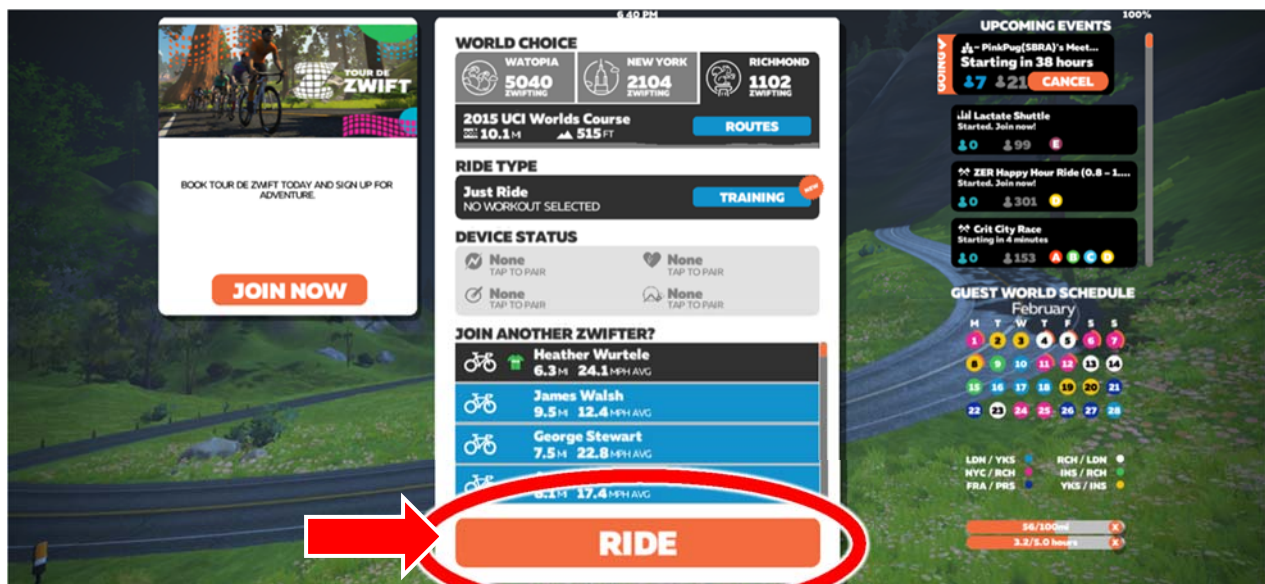 6 40 PM
100%
TOUR DE
ZWIFT
BOOK TOUR DE ZWIFT TODAY AND SIGN UP FOR
ADVENTURE.
JOIN NOW
WORLD CHOICE
WATOPIA
5040
ZWIFTING
NEW YORK
2104
ZWIFTING
RICHMOND
1102
ZWIFTING
2015 UCI Worlds Course
10.1 M 515 FT
ROUTES
RIDE TYPE
Just Ride
NO WORKOUT SELECTED
TRAINING
NEW
DEVICE STATUS
None
TAP TO PAIR
None
TAP TO PAIR
None
TAP TO PAIR
None
TAP TO PAIR
JOIN ANOTHER ZWIFTER?
Heather Wurtele
6.3 M 24.1 MPH AVG
James Walsh
9.5 M 12.4 MPH AVG
George Stewart
7.5 M 22.8 MPH AVG
8.1 M 17.4 MPH AVG
RIDE
UPCOMING EVENTS
GOING
PinkPug(SBRA)'s Meet...
Starting in 38 hours
7 21 CANCEL
Lactate Shuttle
Started. Join now!
0 99 E
ZER Happy Hour Ride (0.8 – 1....
Started. Join now!
0 301 D
Crit City Race
Starting in 4 minutes
0 153 A B C D
GUEST WORLD SCHEDULE
February
M T W T F S S
1 2 3 4 5 6 7
8 9 10 11 12 13 14
15 16 17 18 19 20 21
22 23 24 25 26 27 28
LDN / YKS RCH / LDN
NYC / RCH INS / RCH
FRA / PRS YKS / INS
56/100mi X
3.2/5.0 hours X